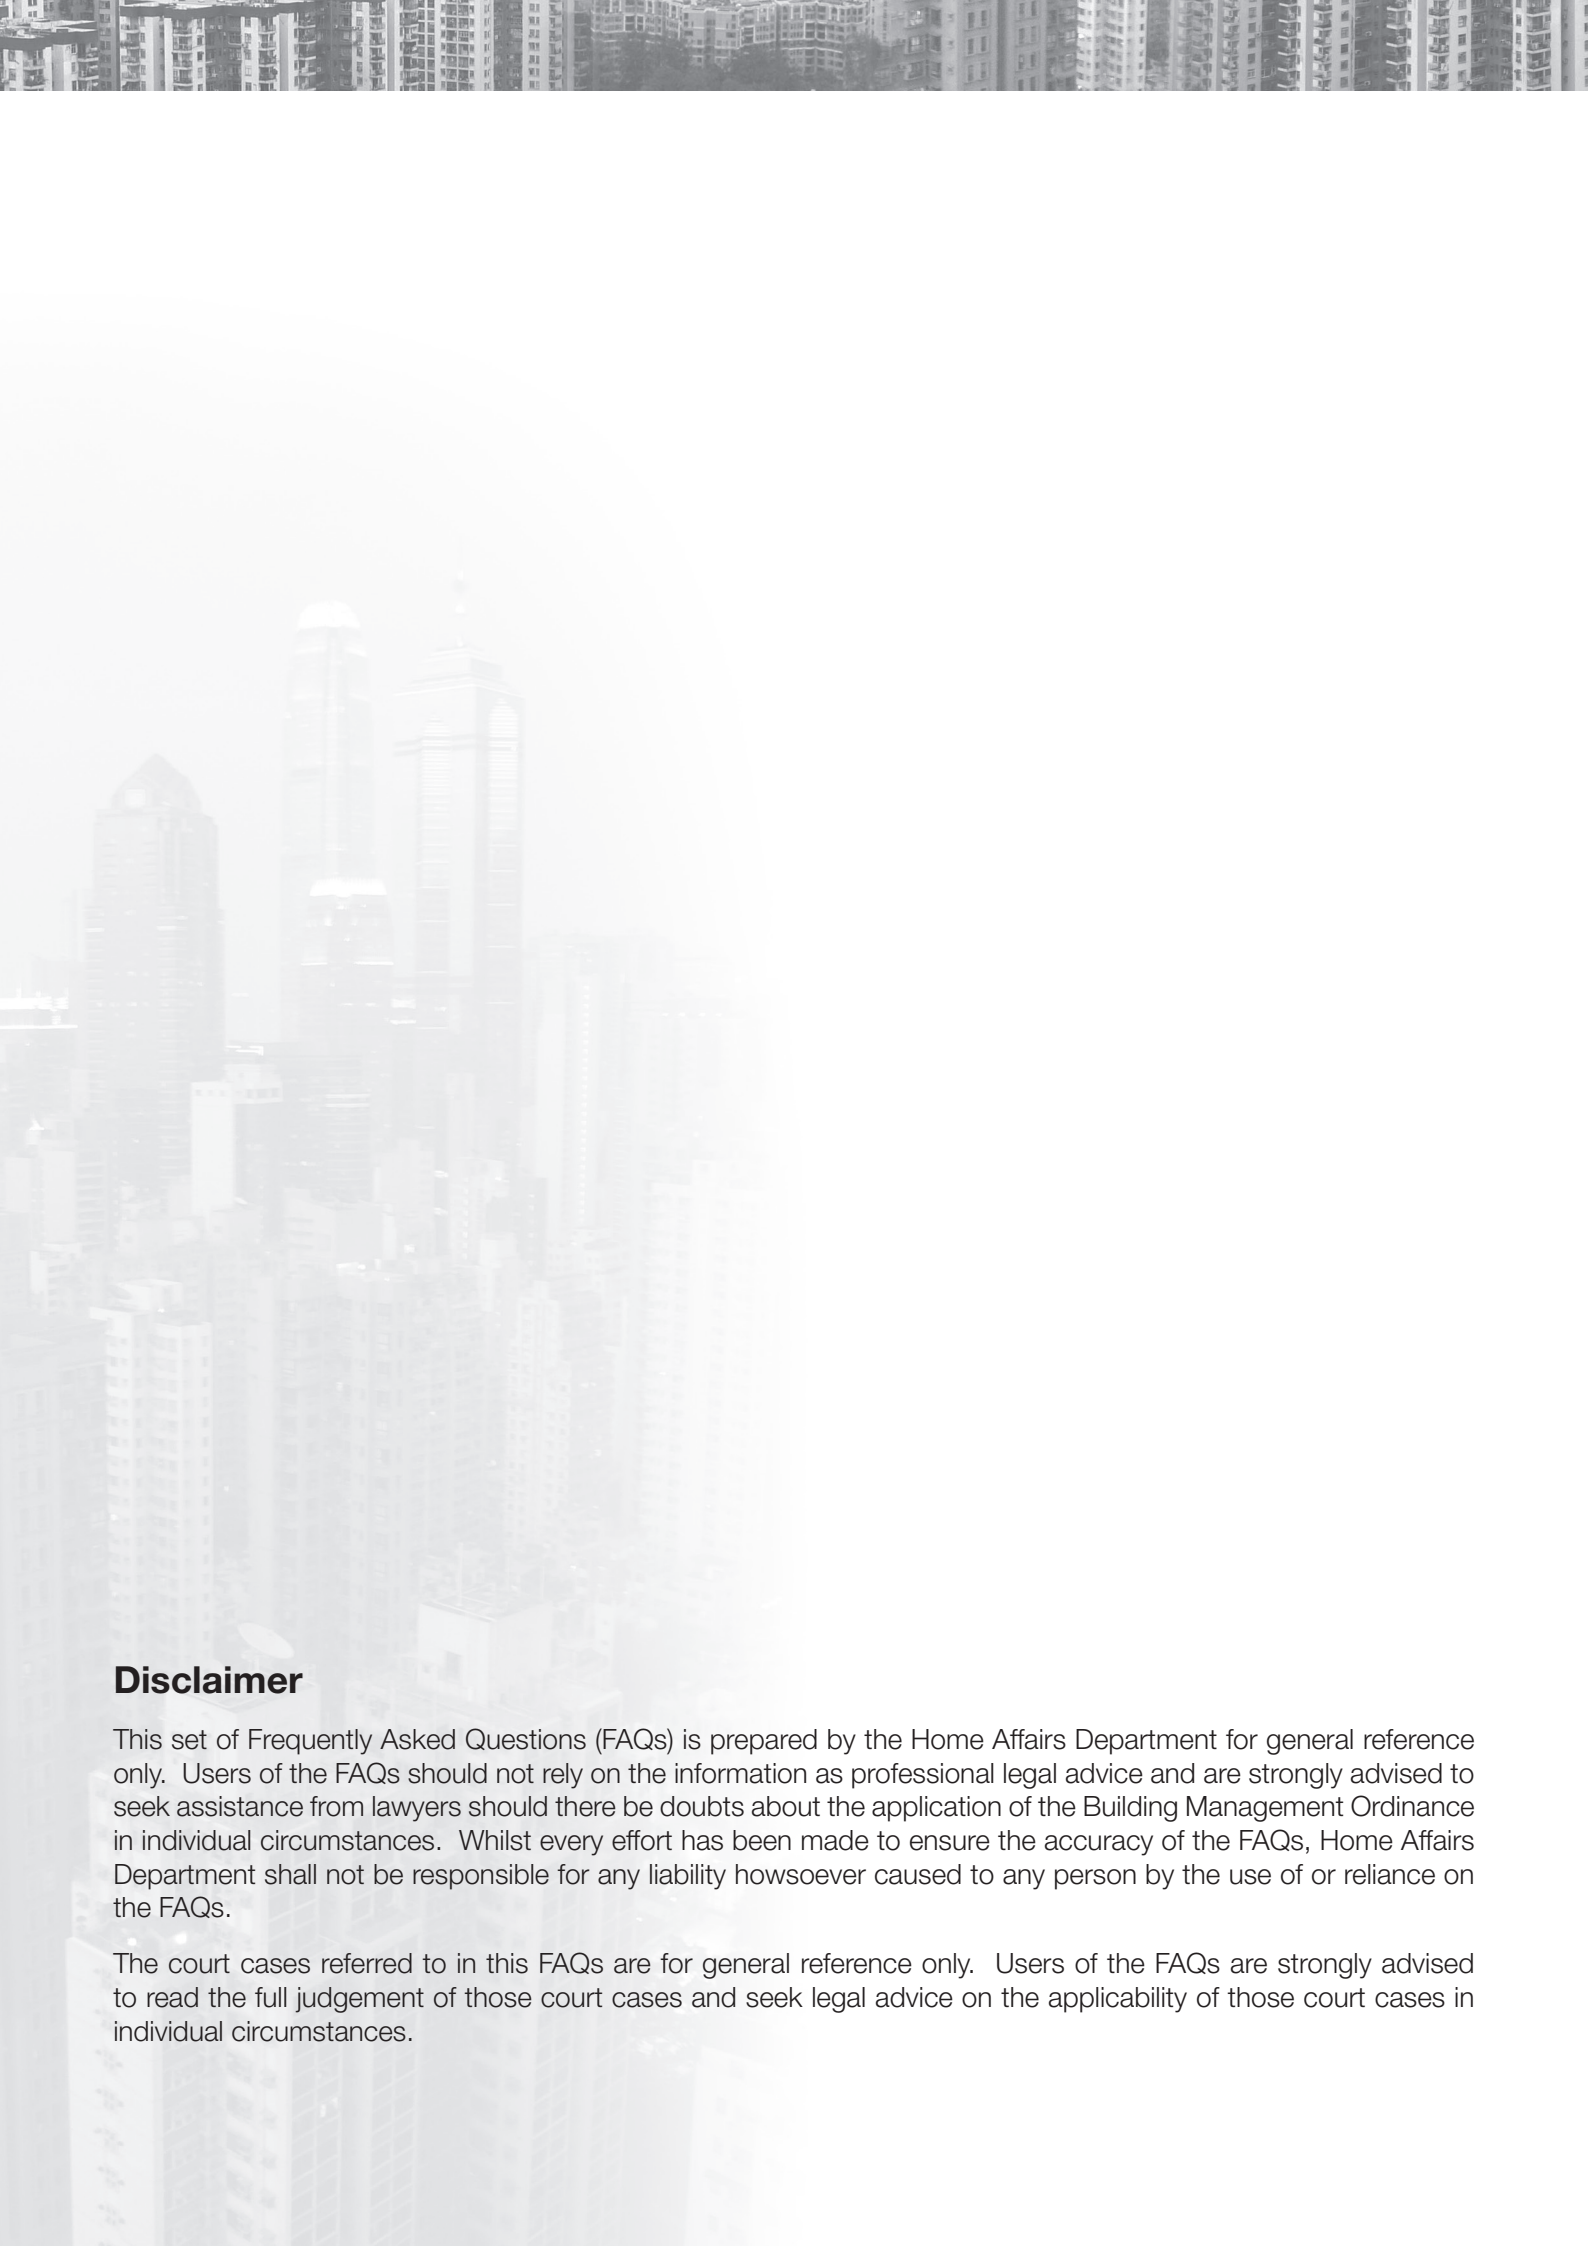 Disclaimer
This set of Frequently Asked Questions (FAQs) is prepared by the Home Affairs Department for general reference
only.  Users of the FAQs should not rely on the information as professional legal advice and are strongly advised to
seek assistance from lawyers should there be doubts about the application of the Building Management Ordinance
in individual circumstances.  Whilst every effort has been made to ensure the accuracy of the FAQs, Home Affairs
Department shall not be responsible for any liability howsoever caused to any person by the use of or reliance on
the FAQs.
The court cases referred to in this FAQs are for general reference only.  Users of the FAQs are strongly advised
to read the full judgement of those court cases and seek legal advice on the applicability of those court cases in
individual circumstances.